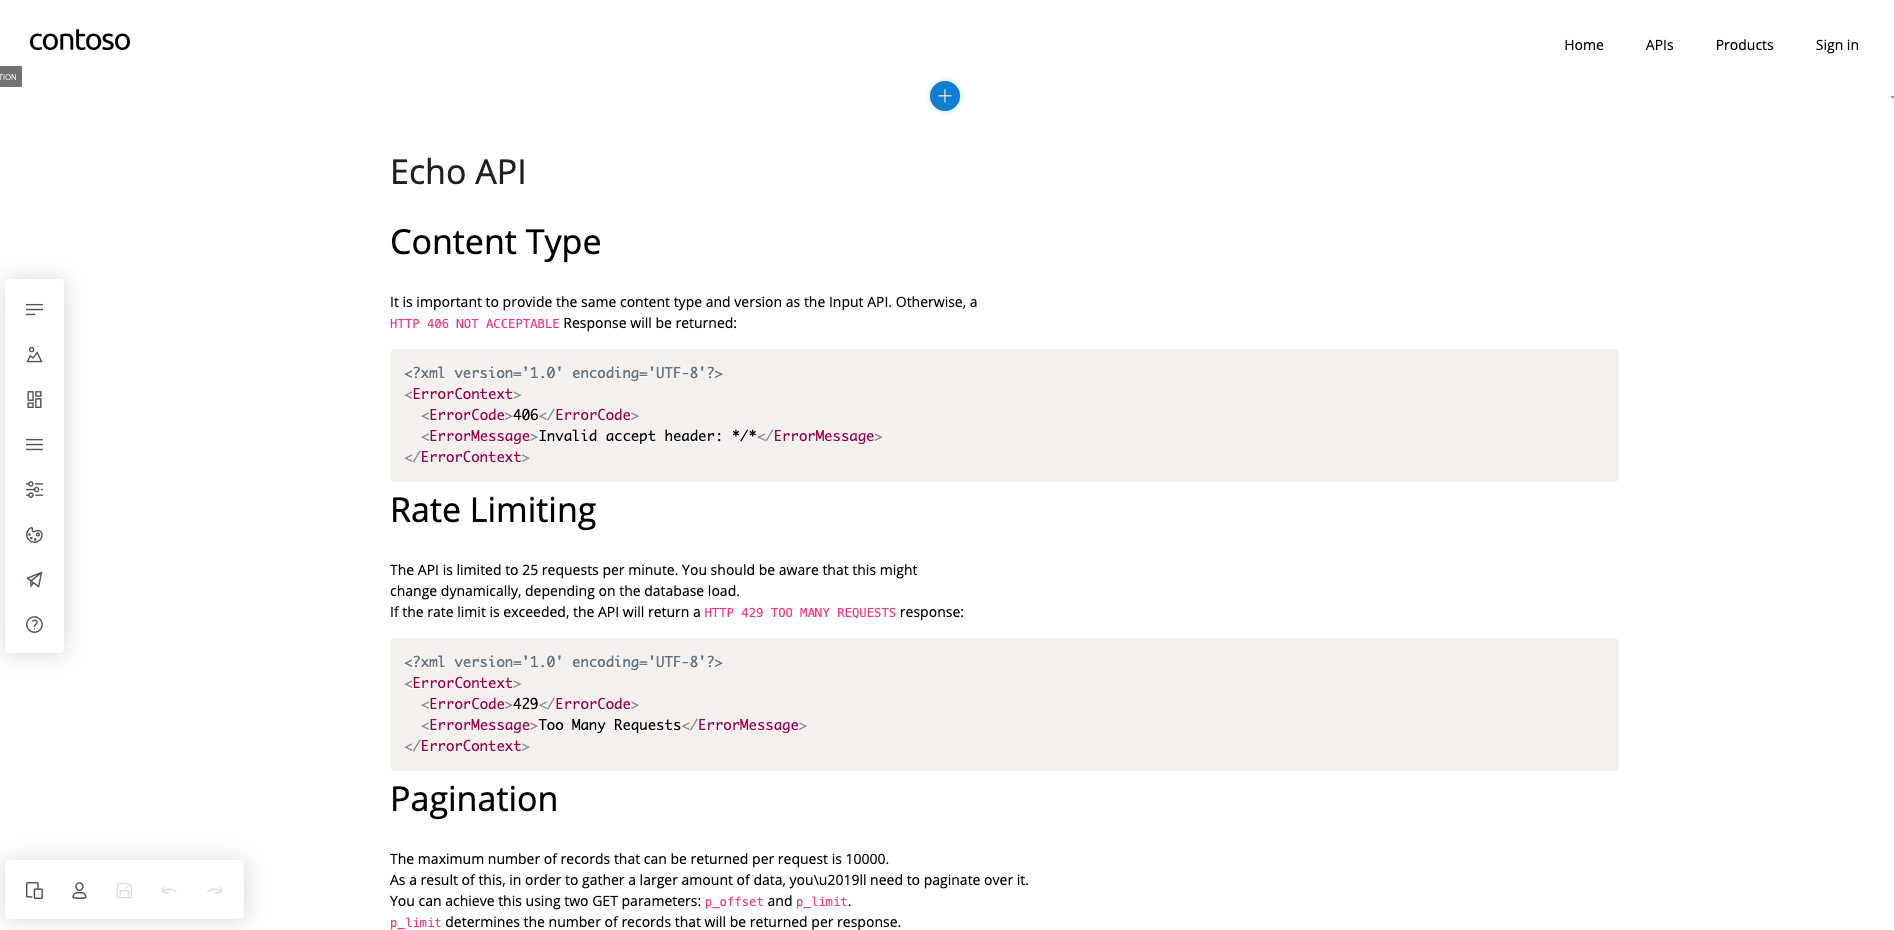 contoso
Home APIs Products Sign in
TION
Echo API
Content Type
It is important to provide the same content type and version as the Input API. Otherwise, a
HTTP 406 NOT ACCEPTABLE Response will be returned:
<?xml version='1.0' encoding='UTF-8'?>
<ErrorContext>
  <ErrorCode>406</ErrorCode>
  <ErrorMessage>Invalid accept header: */*</ErrorMessage>
</ErrorContext>
Rate Limiting
The API is limited to 25 requests per minute. You should be aware that this might
change dynamically, depending on the database load.
If the rate limit is exceeded, the API will return a HTTP 429 TOO MANY REQUESTS response:
<?xml version='1.0' encoding='UTF-8'?>
<ErrorContext>
  <ErrorCode>429</ErrorCode>
  <ErrorMessage>Too Many Requests</ErrorMessage>
</ErrorContext>
Pagination
The maximum number of records that can be returned per request is 10000.
As a result of this, in order to gather a larger amount of data, you\u2019ll need to paginate over it.
You can achieve this using two GET parameters: p_offset and p_limit.
p_limit determines the number of records that will be returned per response.